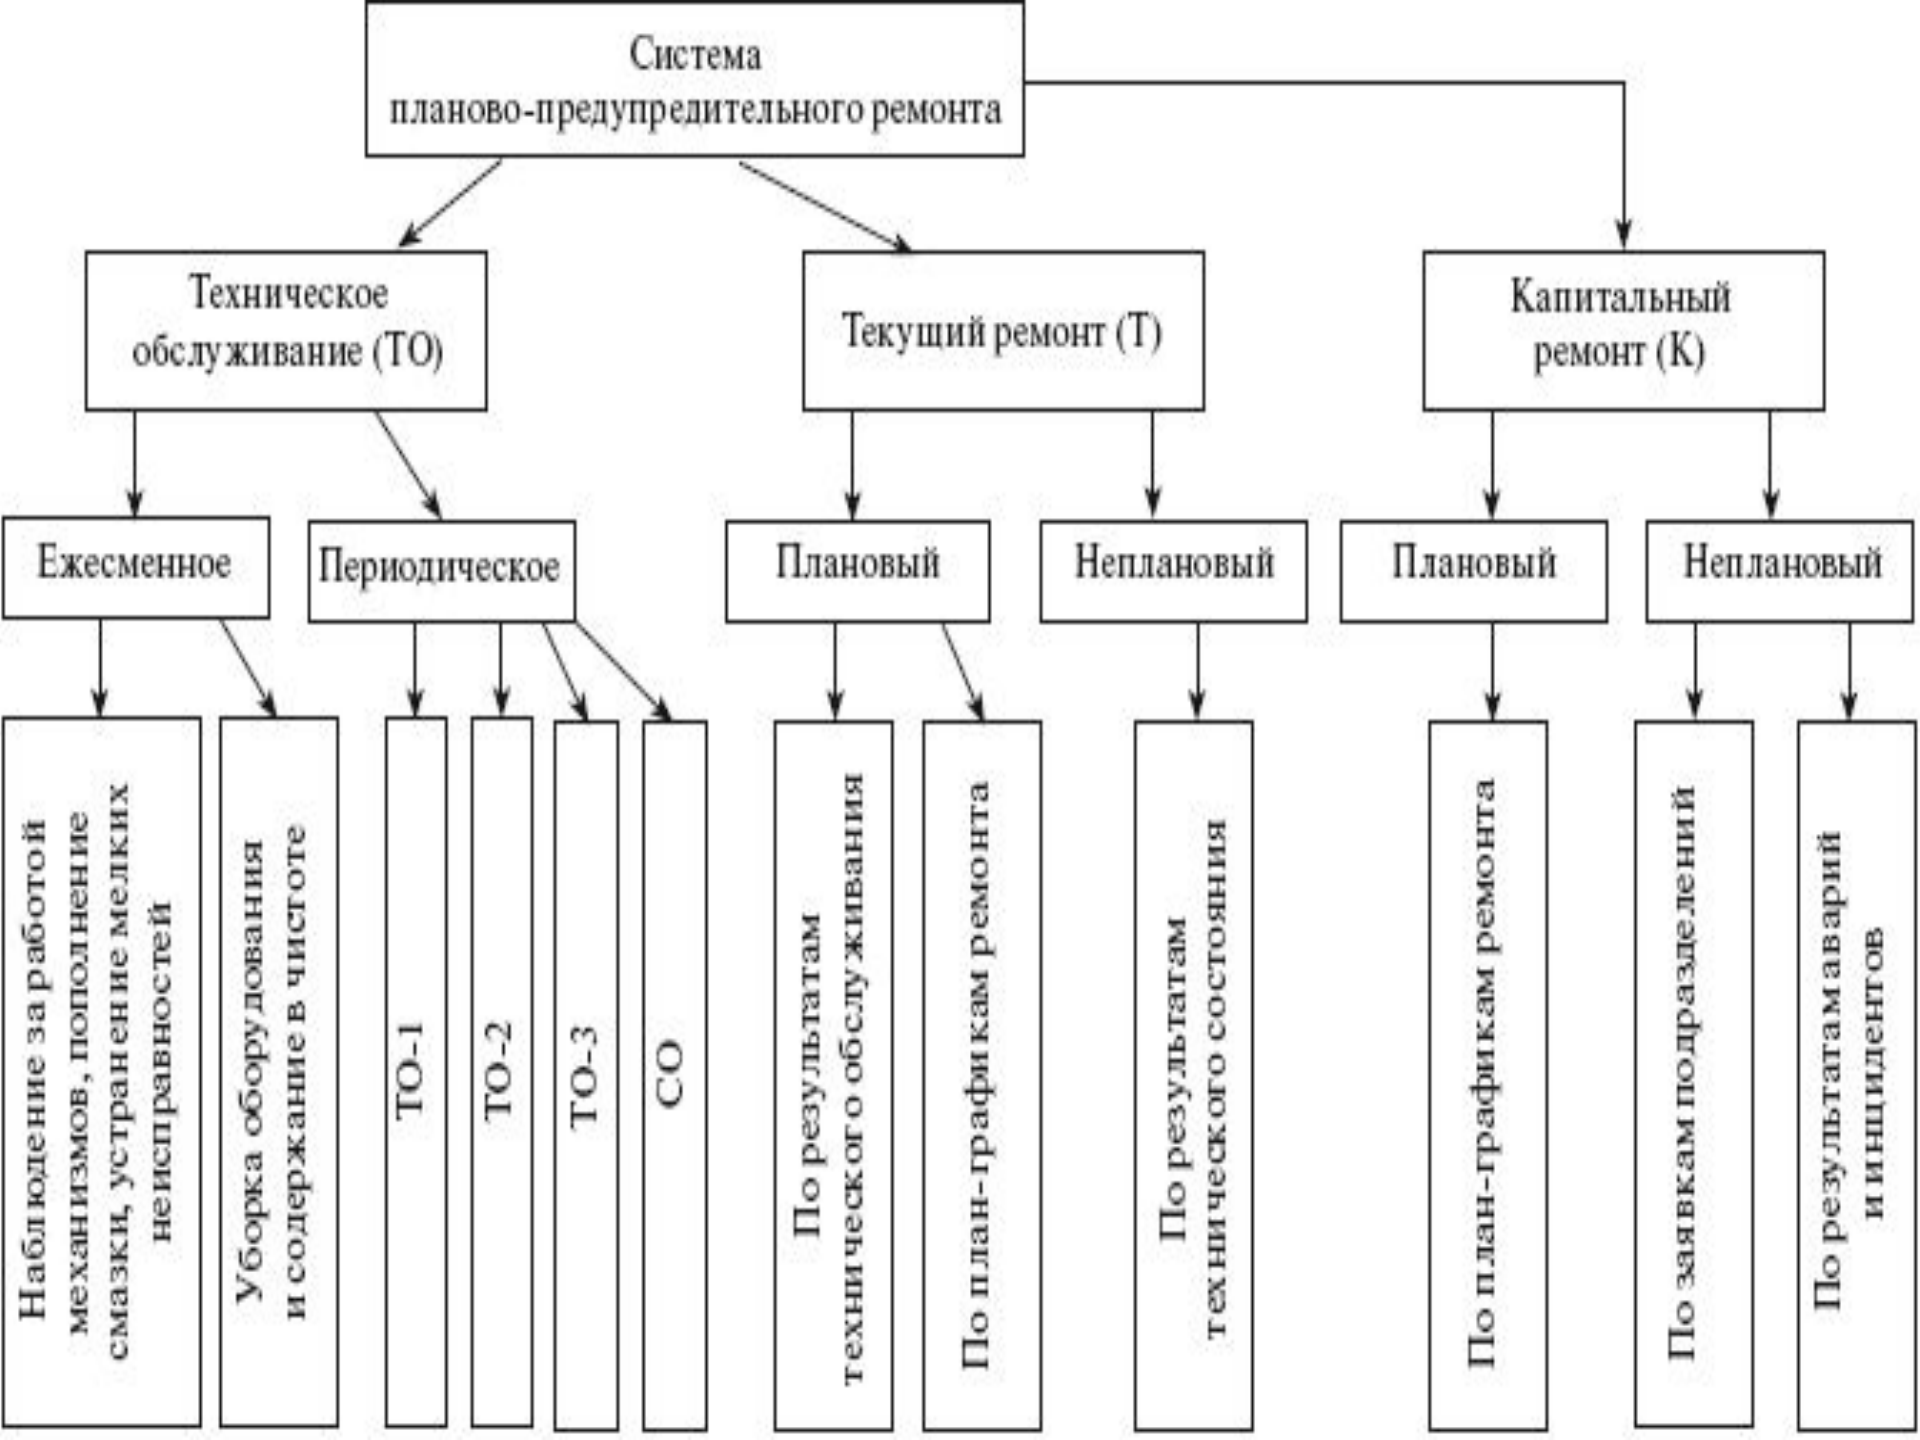 Система
планово-предупредительного ремонта
Техническое
обслуживание (ТО)
Текущий ремонт (Т)
Капитальный
ремонт (К)
Ежесменное
Периодическое
Плановый
Неплановый
Плановый
Неплановый
Наблюдение за работой
механизмов, пополнение
смазки, устранение мелких
неисправностей
Уборка оборудования
и содержание в чистоте
ТО-1
ТО-2
ТО-3
СО
По результатам
технического обслуживания
По план-графикам ремонта
По результатам
технического состояния
По план-графикам ремонта
По заявкам подразделений
По результатам аварий
и инцидентов